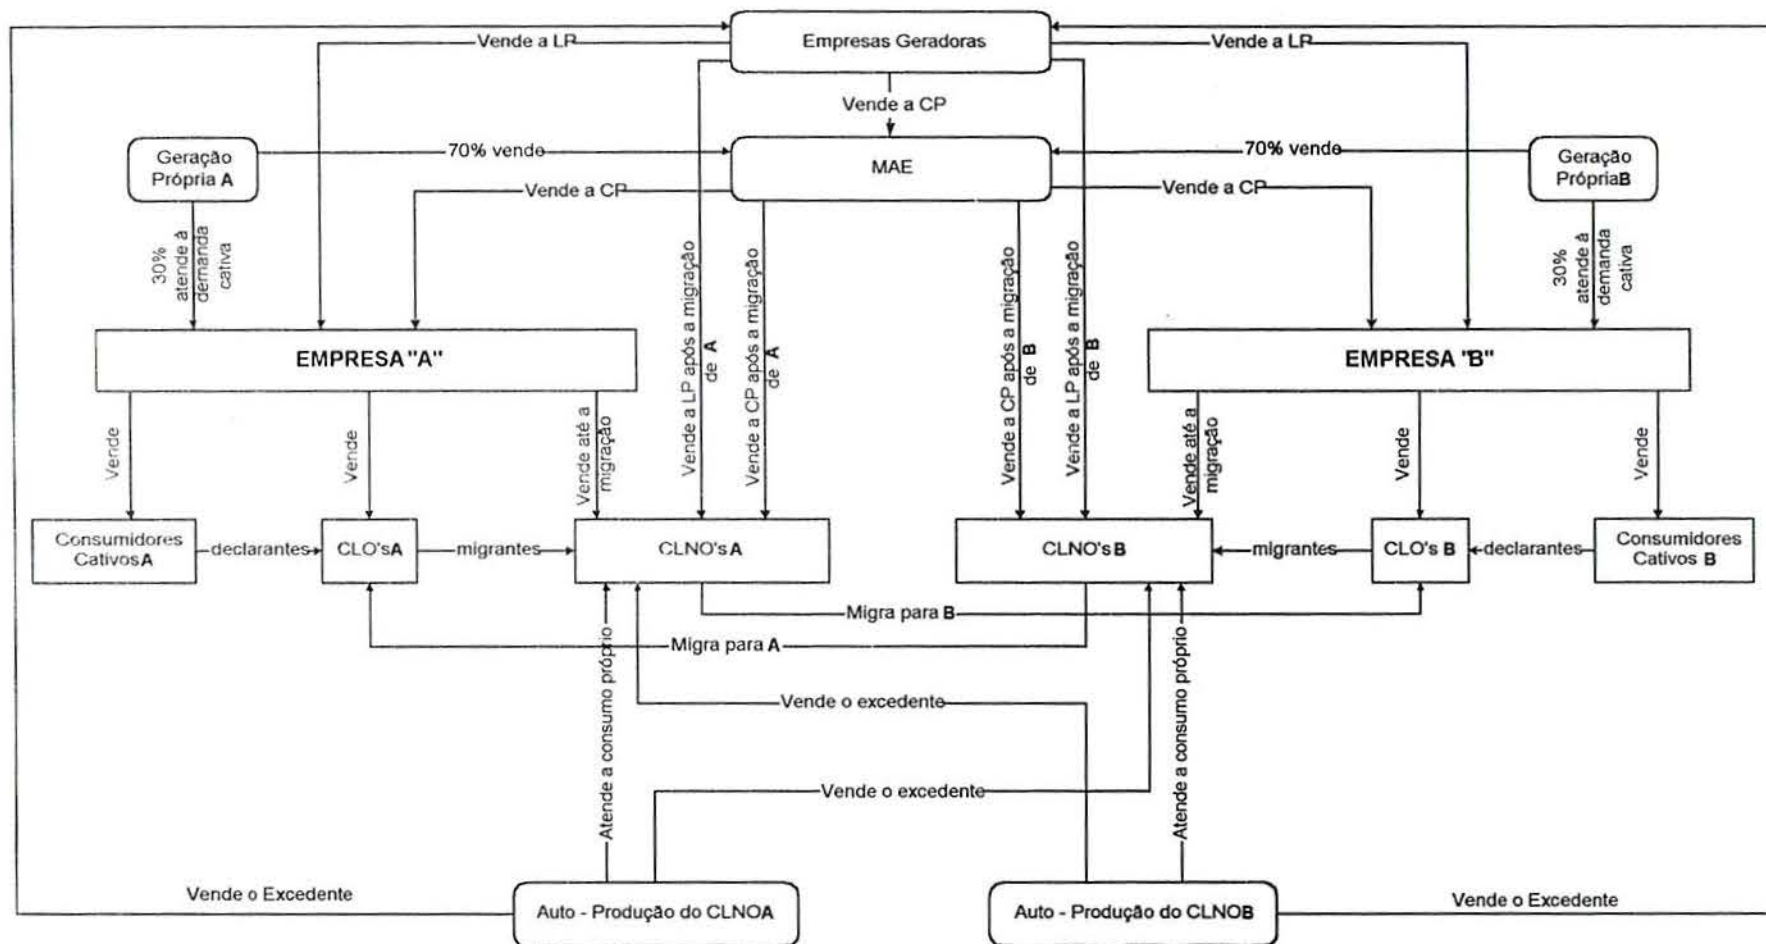 Empresas Geradoras
Vende a LP
Vende a LP
Vende a CP
Geração
Própria A
70% vende
MAE
70% vende
Geração
Própria B
Vende a CP
Vende a CP
30%
atende à
demanda
cativa
30%
atende à
demanda
cativa
Vende a LP após a migração
de A
Vende a CP após a migração
de A
Vende a CP após a migração
de B
Vende a LP após a migração
de B
EMPRESA "A"
EMPRESA "B"
Vende
Vende
Vende até a
migração
Vende até a
migração
Vende
Vende
Consumidores
Cativos A
declarantes
CLO's A
migrantes
CLNO's A
CLNO's B
migrantes
CLO's B
declarantes
Consumidores
Cativos B
Migra para B
Migra para A
Atende a consumo próprio
Atende a consumo próprio
Vende o excedente
Vende o excedente
Vende o Excedente
Vende o Excedente
Auto - Produção do CLNOA
Auto - Produção do CLNOB